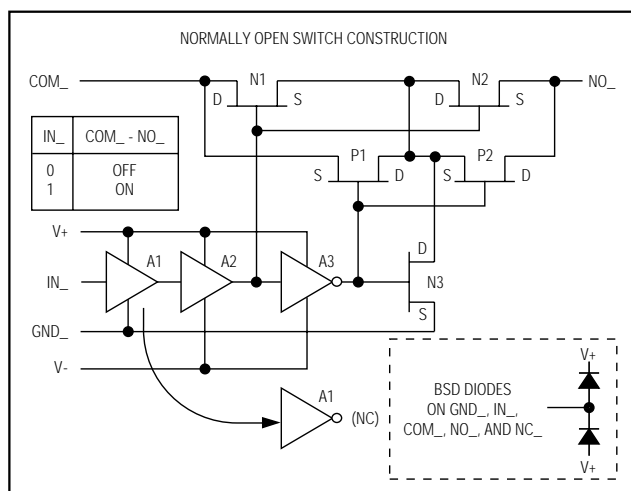 NORMALLY OPEN SWITCH CONSTRUCTION
COM_
N1
N2
NO_
D
S
D
S
IN_
COM_ - NO_
P1
P2
0
OFF
S
D
S
D
1
ON
V+
D
A1
A2
A3
IN_
N3
S
GND_
V-
V+
A1
(NC)
BSD DIODES
ON GND_, IN_,
COM_, NO_, AND NC_
V+